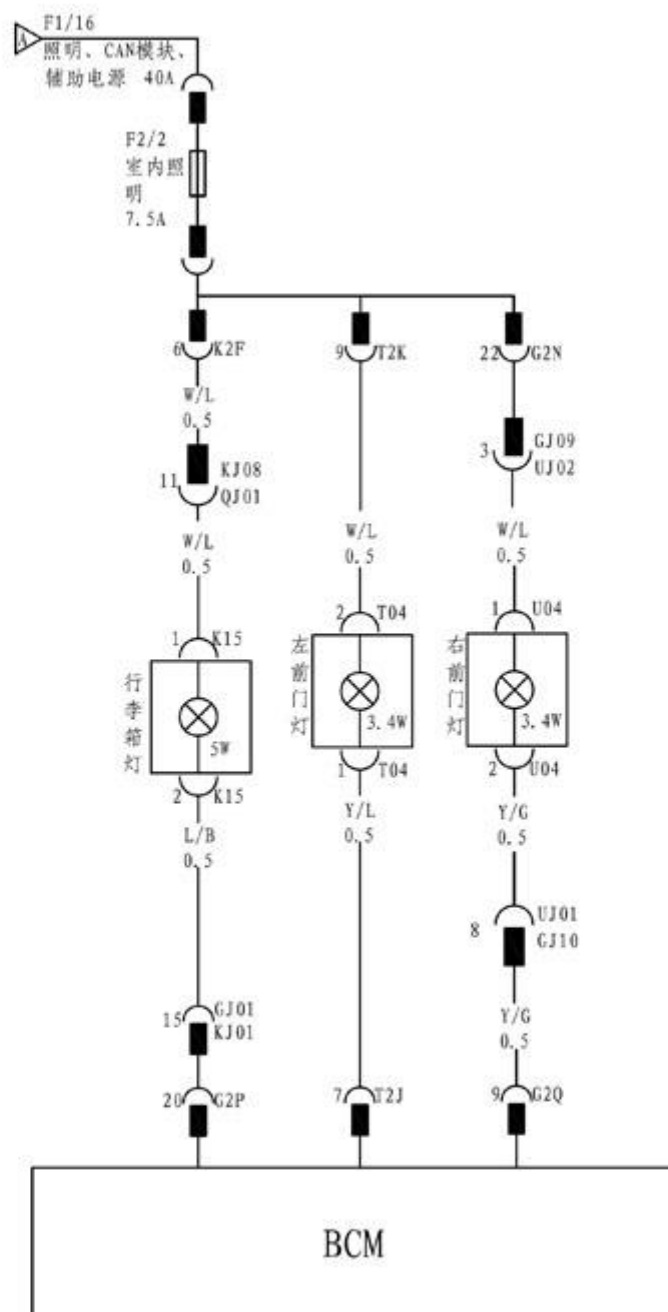 F1/16
A
照明、CAN模块、
辅助电源 40A
F2/2
室内照
明
7.5A
6 K2F
9 T2K
22 G2N
W/L
0.5
11 KJ08
QJ01
3 GJ09
UJ02
W/L
0.5
W/L
0.5
W/L
0.5
1 K15
2 T04
1 U04
行李箱灯
5W
左前门灯
3.4W
右前门灯
3.4W
2 K15
1 T04
2 U04
L/B
0.5
Y/L
0.5
Y/G
0.5
8 UJ01
GJ10
15 GJ01
KJ01
Y/G
0.5
20 G2P
7 T2J
9 G2Q
BCM